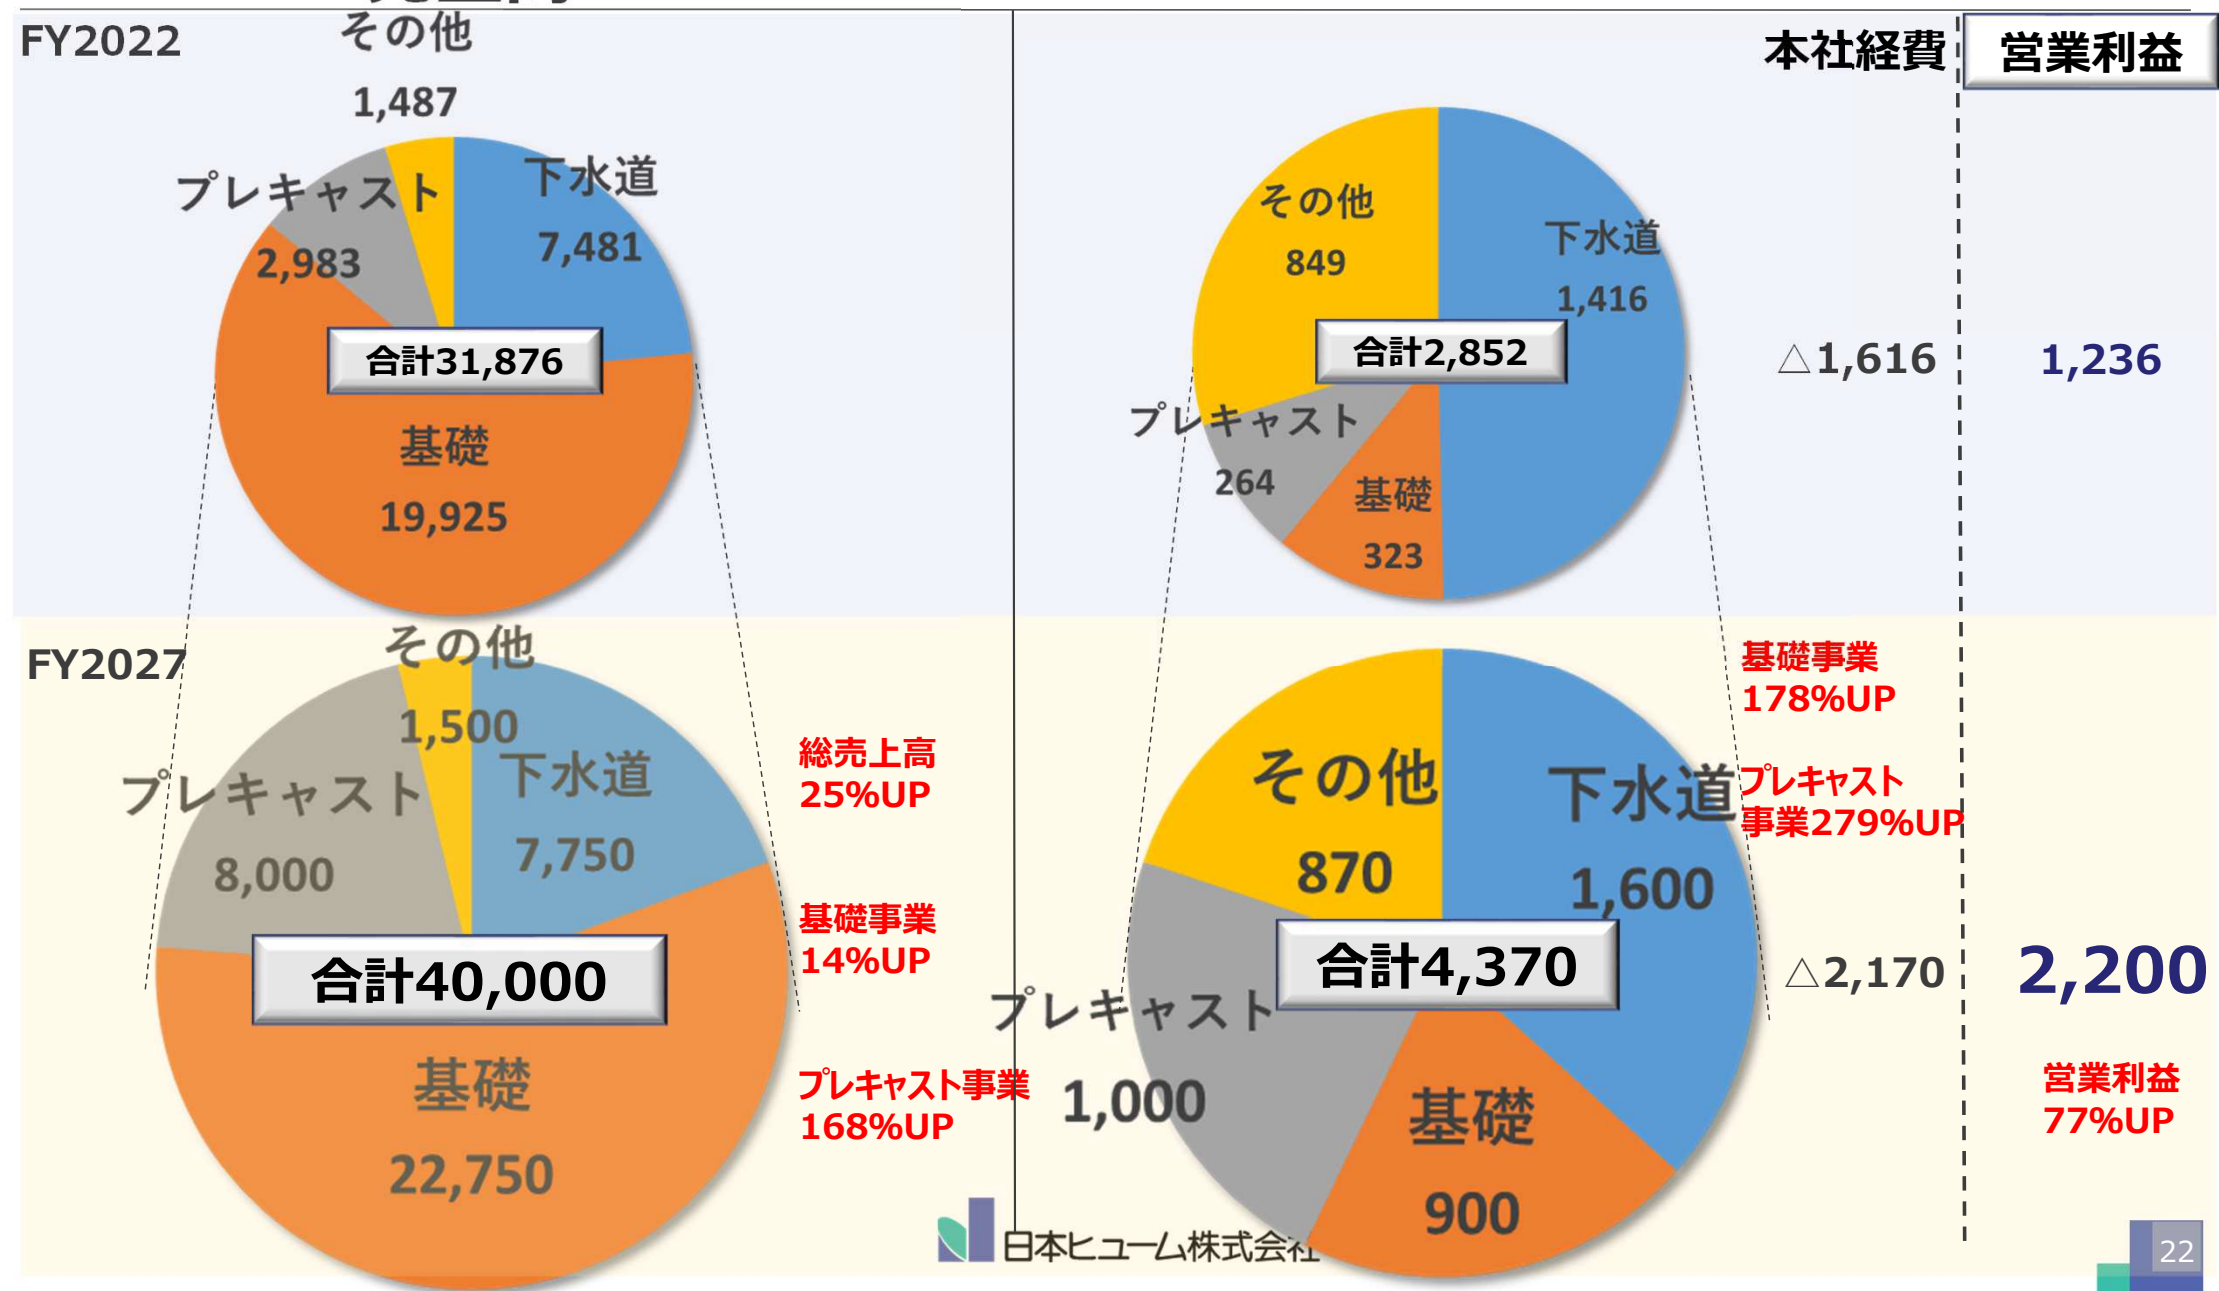 FY2022
その他
1,487
プレキャスト
2,983
下水道
7,481
合計31,876
基礎
19,925
その他
849
下水道
1,416
合計2,852
プレキャスト
264
基礎
323
本社経費
営業利益
△1,616
1,236
FY2027
その他
1,500
下水道
7,750
プレキャスト
8,000
合計40,000
基礎
22,750
総売上高
25%UP
基礎事業
14%UP
プレキャスト事業
168%UP
その他
870
下水道
1,600
合計4,370
プレキャスト
1,000
基礎
900
基礎事業
178%UP
プレキャスト
事業279%UP
△2,170
2,200
営業利益
77%UP
日本ヒューム株式会社
22